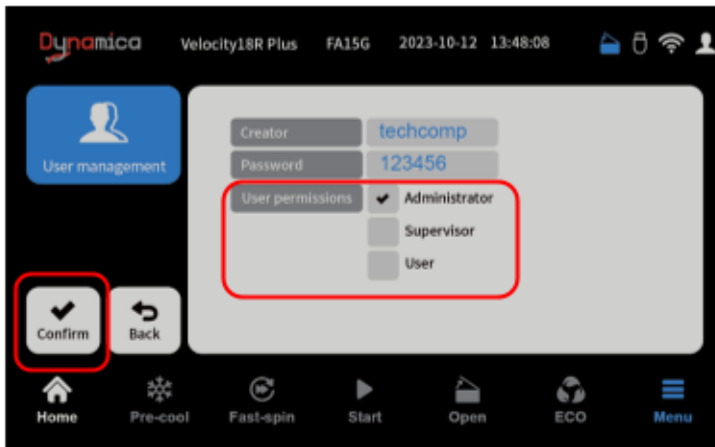 Dynamica Velocity18R Plus FA15G 2023-10-12 13:48:08
User management
Creator techcomp
Password 123456
User permissions Administrator
Supervisor
User
Confirm Back
Home Pre-cool Fast-spin Start Open ECO Menu